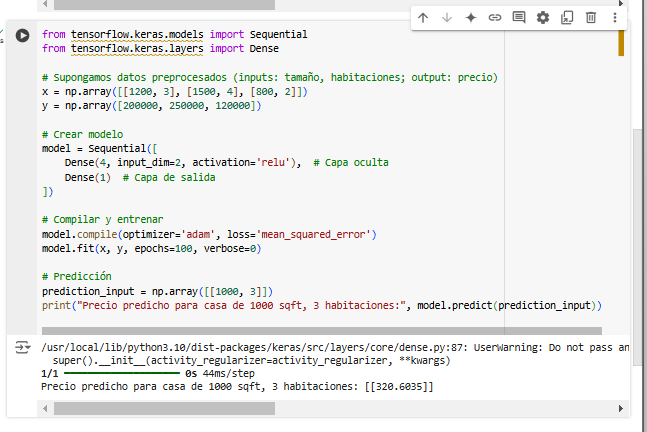 from tensorflow.keras.models import Sequential
from tensorflow.keras.layers import Dense
# Supongamos datos preprocesados (inputs: tamaño, habitaciones; output: precio)
x = np.array([[1200, 3], [1500, 4], [800, 2]])
y = np.array([200000, 250000, 120000])
# Crear modelo
model = Sequential([
    Dense(4, input_dim=2, activation='relu'),  # Capa oculta
    Dense(1)  # Capa de salida
])
# Compilar y entrenar
model.compile(optimizer='adam', loss='mean_squared_error')
model.fit(x, y, epochs=100, verbose=0)
# Predicción
prediction_input = np.array([[1000, 3]])
print("Precio predicho para casa de 1000 sqft, 3 habitaciones:", model.predict(prediction_input))
/usr/local/lib/python3.10/dist-packages/keras/src/layers/core/dense.py:87: UserWarning: Do not pass an
  super().__init__(activity_regularizer=activity_regularizer, **kwargs)
1/1 0s 44ms/step
Precio predicho para casa de 1000 sqft, 3 habitaciones: [[320.6035]]